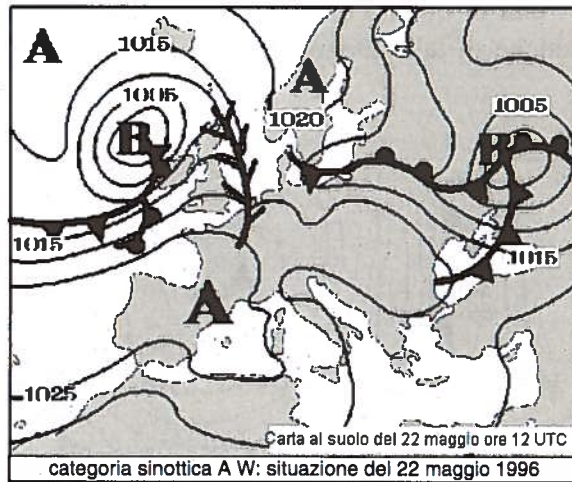 A
1015
A
1005
1020
1005
B
B
1015
1015
A
1025
Carta al suolo del 22 maggio ore 12 UTC
categoria sinottica A W: situazione del 22 maggio 1996